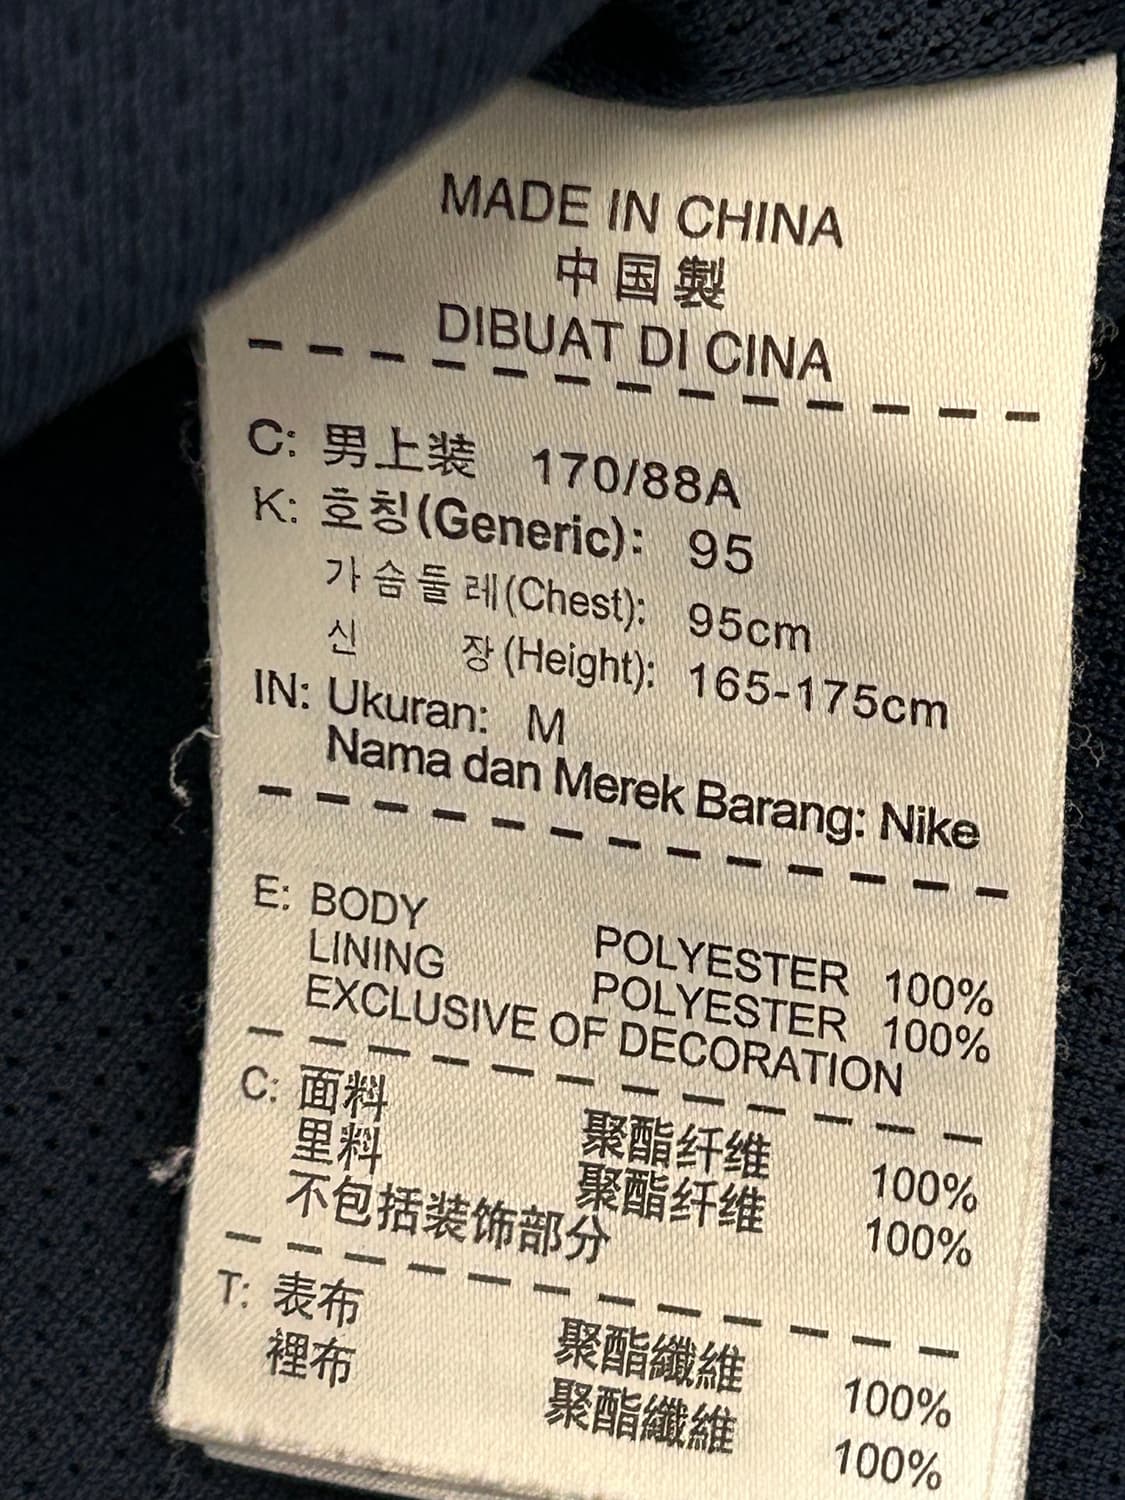 MADE IN CHINA
中国製
DIBUAT DI CINA
C: 男上装 170/88A
K: 호칭(Generic): 95
가슴둘레(Chest): 95cm
신 장(Height): 165-175cm
IN: Ukuran: M
Nama dan Merek Barang: Nike
E: BODY POLYESTER 100%
LINING POLYESTER 100%
EXCLUSIVE OF DECORATION
C: 面料 聚酯纤维 100%
里料 聚酯纤维 100%
不包括装饰部分
T: 表布 聚酯纖維 100%
裡布 聚酯纖維 100%